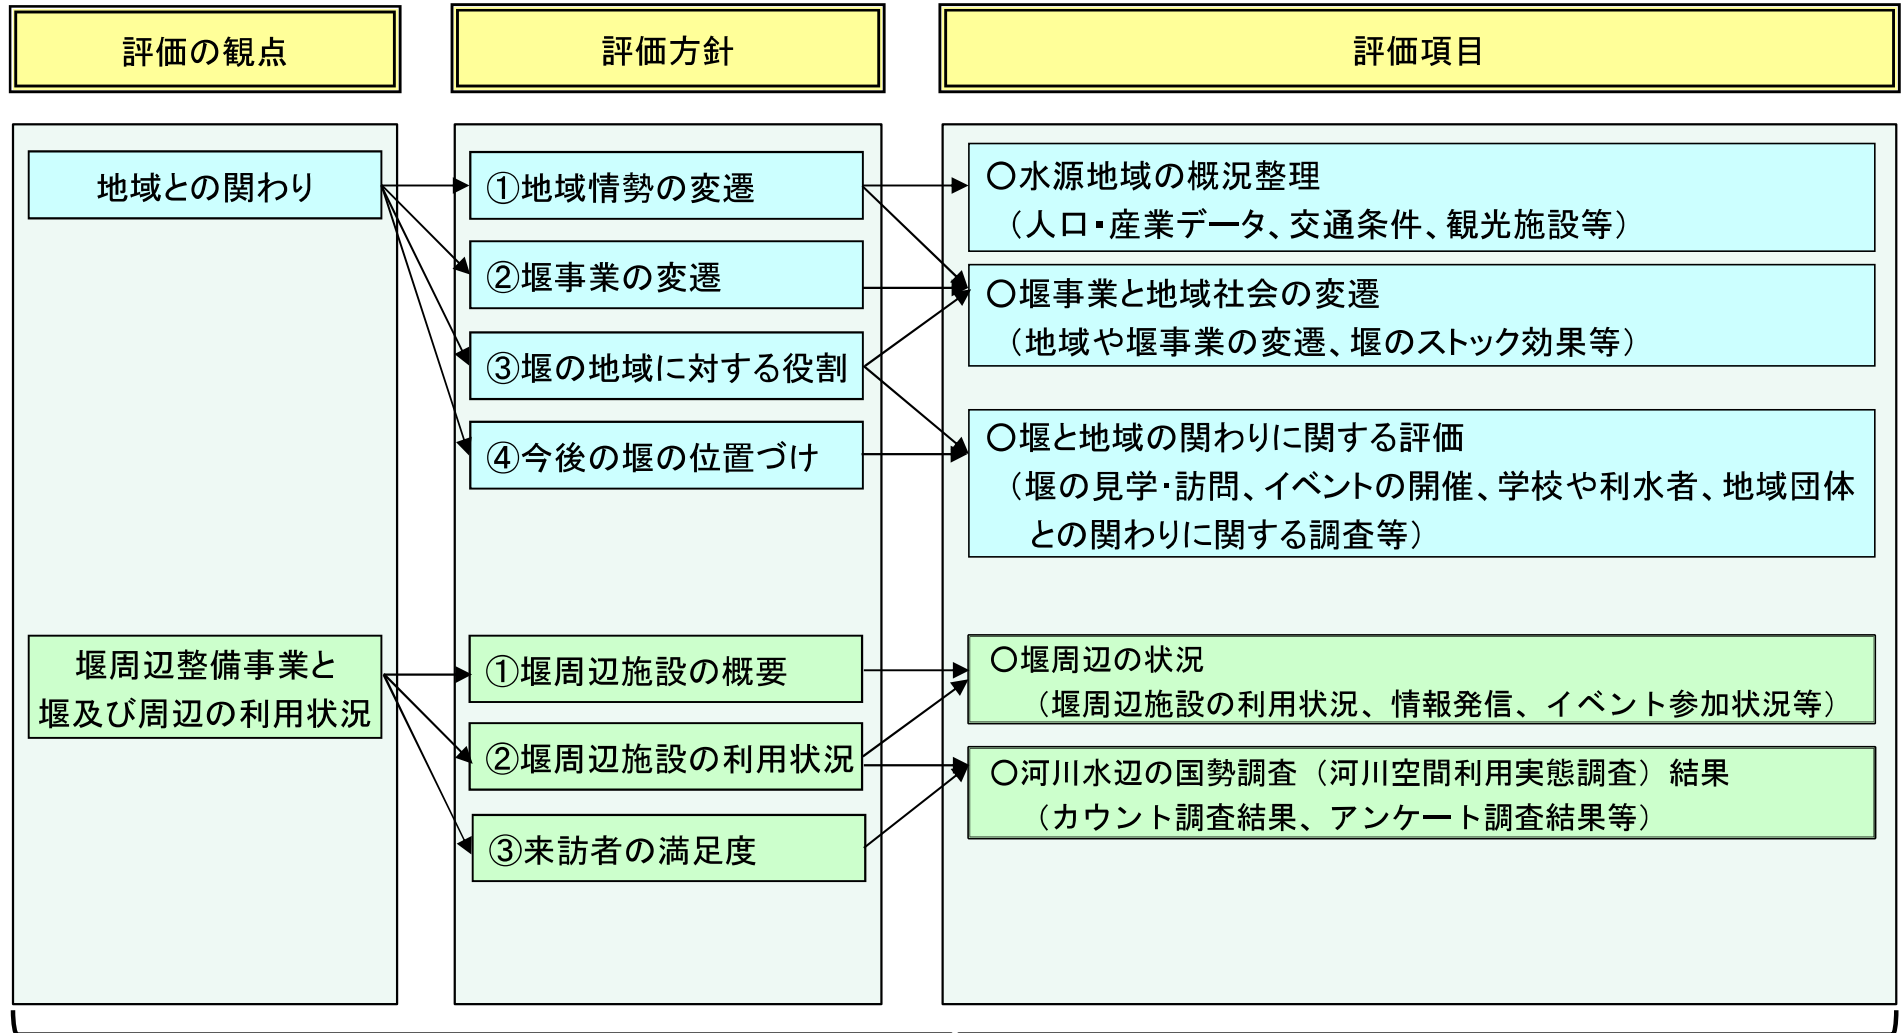 評価の観点
評価方針
評価項目
地域との関わり
①地域情勢の変遷
②堰事業の変遷
③堰の地域に対する役割
④今後の堰の位置づけ
○水源地域の概況整理
（人口・産業データ、交通条件、観光施設等）
○堰事業と地域社会の変遷
（地域や堰事業の変遷、堰のストック効果等）
○堰と地域の関わりに関する評価
（堰の見学・訪問、イベントの開催、学校や利水者、地域団体
との関わりに関する調査等）
堰周辺整備事業と
堰及び周辺の利用状況
①堰周辺施設の概要
②堰周辺施設の利用状況
③来訪者の満足度
○堰周辺の状況
（堰周辺施設の利用状況、情報発信、イベント参加状況等）
○河川水辺の国勢調査（河川空間利用実態調査）結果
（カウント調査結果、アンケート調査結果等）